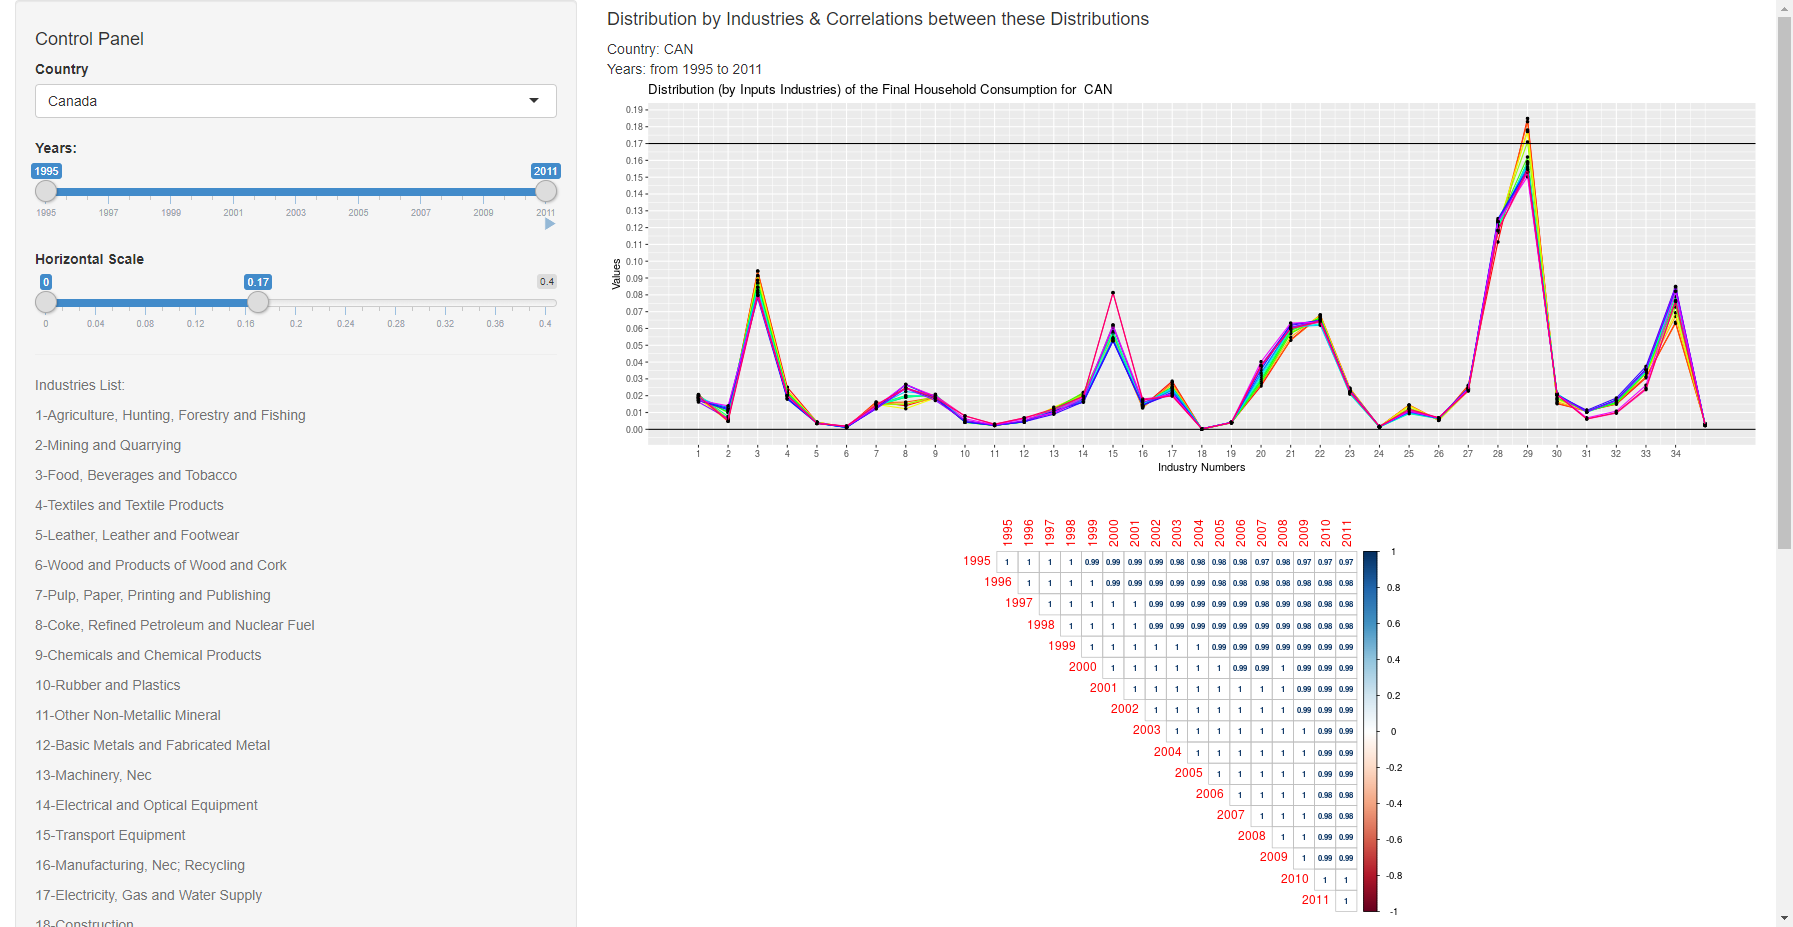 Control Panel
Country
Canada
Years:
1995 2011
1995 1997 1999 2001 2003 2005 2007 2009 2011
Horizontal Scale
0 0.17 0.4
0 0.04 0.08 0.12 0.16 0.2 0.24 0.28 0.32 0.36 0.4
Industries List:
1-Agriculture, Hunting, Forestry and Fishing
2-Mining and Quarrying
3-Food, Beverages and Tobacco
4-Textiles and Textile Products
5-Leather, Leather and Footwear
6-Wood and Products of Wood and Cork
7-Pulp, Paper, Printing and Publishing
8-Coke, Refined Petroleum and Nuclear Fuel
9-Chemicals and Chemical Products
10-Rubber and Plastics
11-Other Non-Metallic Mineral
12-Basic Metals and Fabricated Metal
13-Machinery, Nec
14-Electrical and Optical Equipment
15-Transport Equipment
16-Manufacturing, Nec; Recycling
17-Electricity, Gas and Water Supply
18-Construction
Distribution by Industries & Correlations between these Distributions
Country: CAN
Years: from 1995 to 2011
Distribution (by Inputs Industries) of the Final Household Consumption for CAN
0.19
0.18
0.17
0.16
0.15
0.14
0.13
0.12
0.11
0.10
0.09
0.08
0.07
0.06
0.05
0.04
0.03
0.02
0.01
0.00
Values
1 2 3 4 5 6 7 8 9 10 11 12 13 14 15 16 17 18 19 20 21 22 23 24 25 26 27 28 29 30 31 32 33 34
Industry Numbers
1995 1996 1997 1998 1999 2000 2001 2002 2003 2004 2005 2006 2007 2008 2009 2010 2011
1995 1 1 1 1 0.99 0.99 0.99 0.99 0.98 0.98 0.98 0.98 0.97 0.98 0.97 0.97 0.97
1996 1 1 1 1 0.99 0.99 0.99 0.99 0.98 0.98 0.98 0.98 0.98 0.98 0.98 0.98
1997 1 1 1 1 1 0.99 0.99 0.99 0.99 0.99 0.98 0.99 0.98 0.98 0.98
1998 1 1 1 1 0.99 0.99 0.99 0.99 0.99 0.98 0.99 0.99 0.98 0.98
1999 1 1 1 1 1 1 0.99 0.99 0.99 0.99 0.99 0.99 0.99
2000 1 1 1 1 1 1 0.99 0.99 1 0.99 0.99 0.99
2001 1 1 1 1 1 1 1 1 0.99 0.99 0.99
2002 1 1 1 1 1 1 1 0.99 0.99 0.99
2003 1 1 1 1 1 1 1 0.99 0.99
2004 1 1 1 1 1 1 0.99 0.99
2005 1 1 1 1 1 0.99 0.99
2006 1 1 1 1 0.98 0.98
2007 1 1 1 0.98 0.98
2008 1 1 0.99 0.99
2009 1 0.99 0.99
2010 1 1
2011 1
1
0.8
0.6
0.4
0.2
0
-0.2
-0.4
-0.6
-0.8
-1